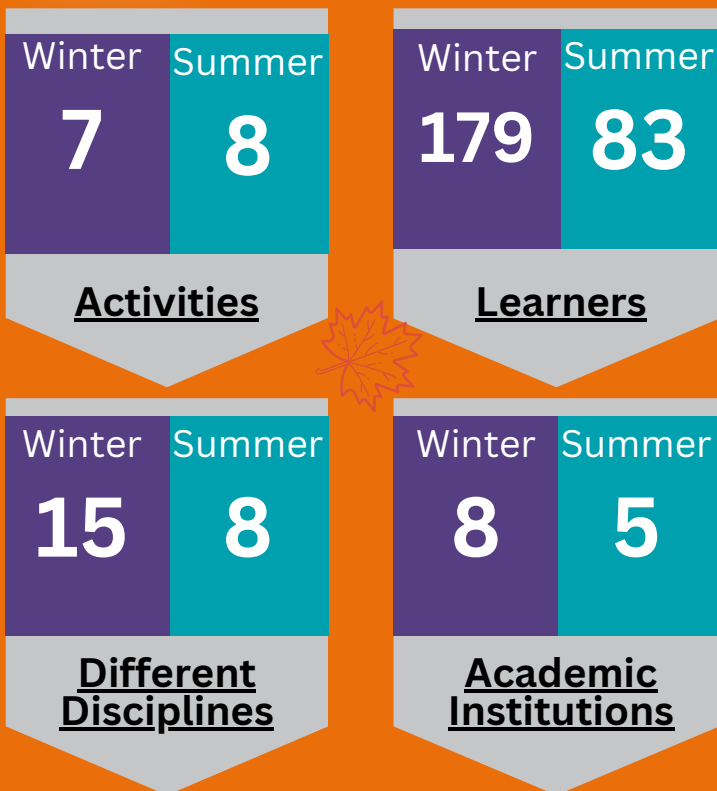 Winter Summer
7 8
Activities
Winter Summer
179 83
Learners
Winter Summer
15 8
Different
Disciplines
Winter Summer
8 5
Academic
Institutions